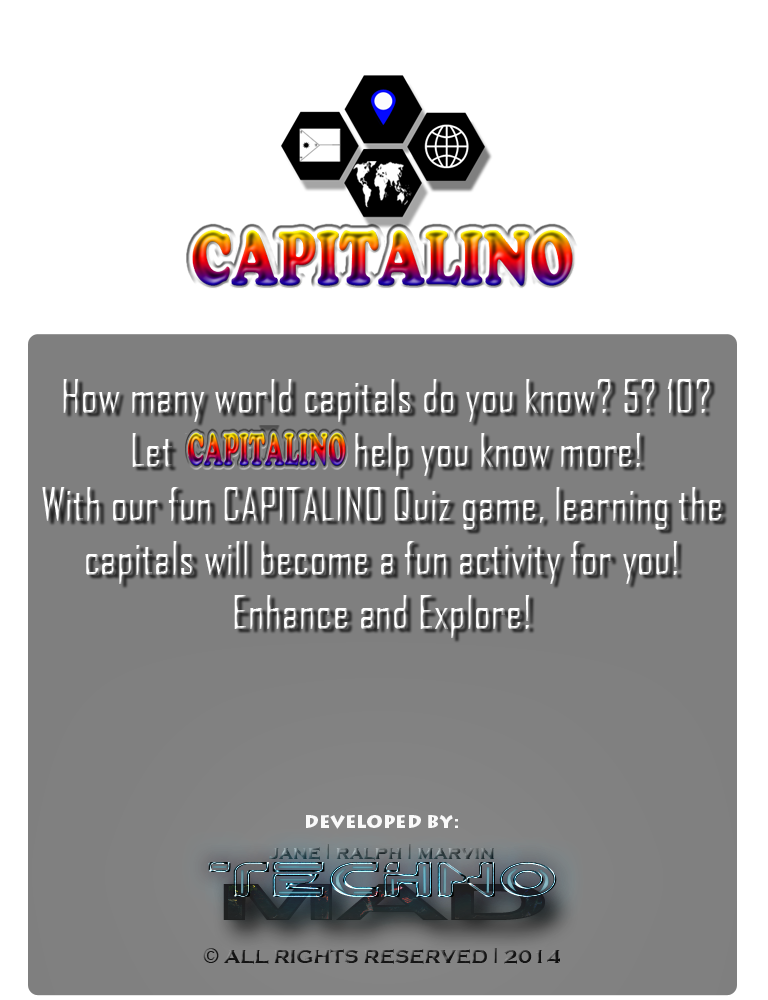 CAPITALINO
How many world capitals do you know? 5? 10?
Let CAPITALINO help you know more!
With our fun CAPITALINO Quiz game, learning the
capitals will become a fun activity for you!
Enhance and Explore!
DEVELOPED BY:
JANE | RALPH | MARVIN
TECHNO
MAD
© ALL RIGHTS RESERVED | 2014